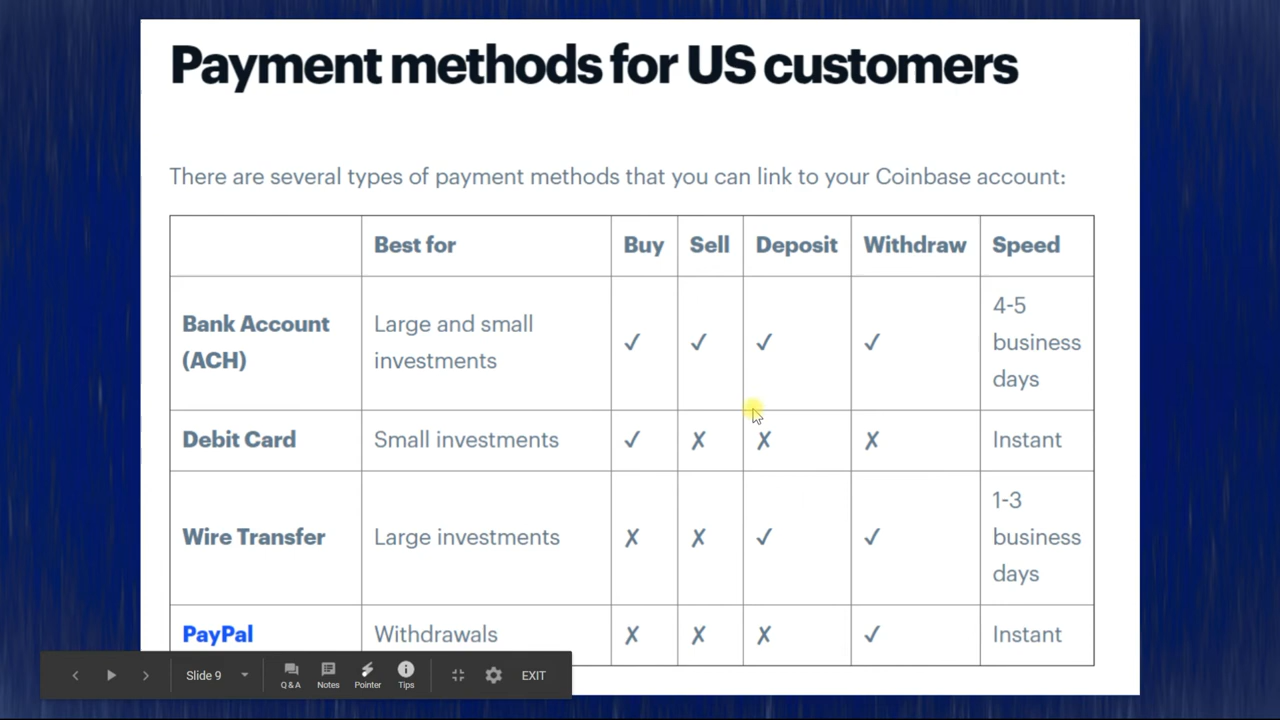 Payment methods for US customers
There are several types of payment methods that you can link to your Coinbase account:
Best for Buy Sell Deposit Withdraw Speed
Bank Account (ACH) Large and small investments ✓ ✓ ✓ ✓ 4-5 business days
Debit Card Small investments ✓ ✗ ✗ ✗ Instant
Wire Transfer Large investments ✗ ✗ ✓ ✓ 1-3 business days
PayPal Withdrawals ✗ ✗ ✗ ✓ Instant
Slide 9 Q&A Notes Pointer Tips EXIT